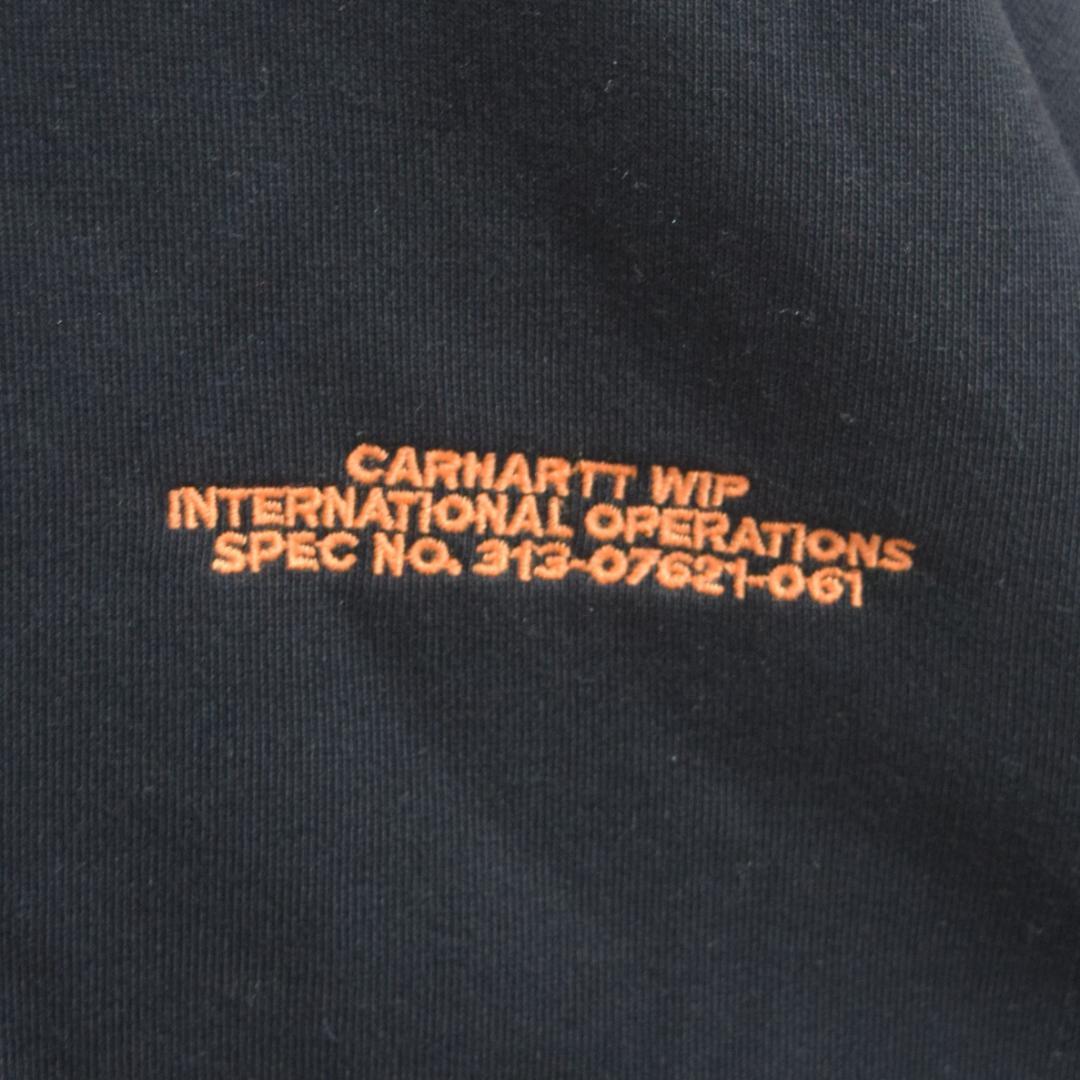 CARHARTT WIP
INTERNATIONAL OPERATIONS
SPEC NO. 313-07621-061